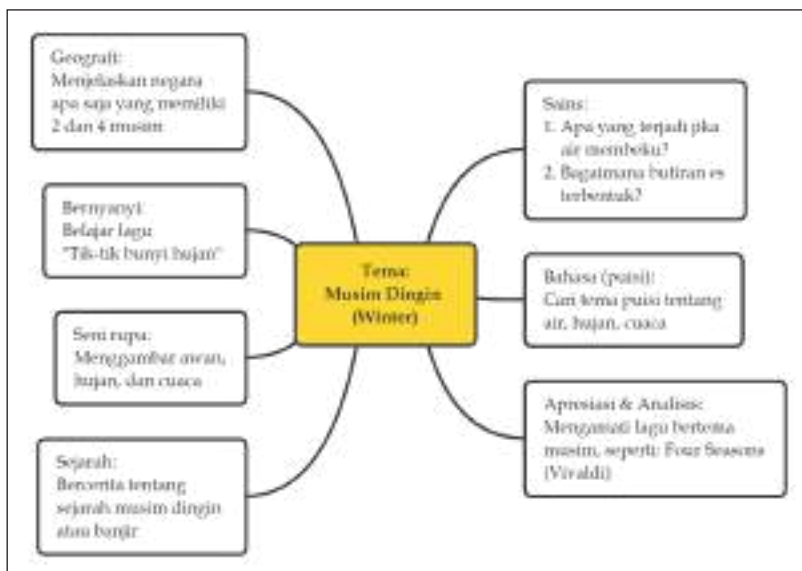 Geografi:
Menjelaskan negara
apa saja yang memiliki
2 dan 4 musim
Bernyanyi:
Belajar lagu
"Tik-tik bunyi hujan"
Seni rupa:
Menggambar awan,
hujan, dan cuaca
Sejarah:
Bercerita tentang
sejarah musim dingin
atau banjir
Tema:
Musim Dingin
(Winter)
Sains:
1. Apa yang terjadi jika
air membeku?
2. Bagaimana butiran es
terbentuk?
Bahasa (puisi):
Cari tema puisi tentang
air, hujan, cuaca
Apresiasi & Analisis:
Mengamati lagu bertema
musim, seperti: Four Seasons
(Vivaldi)